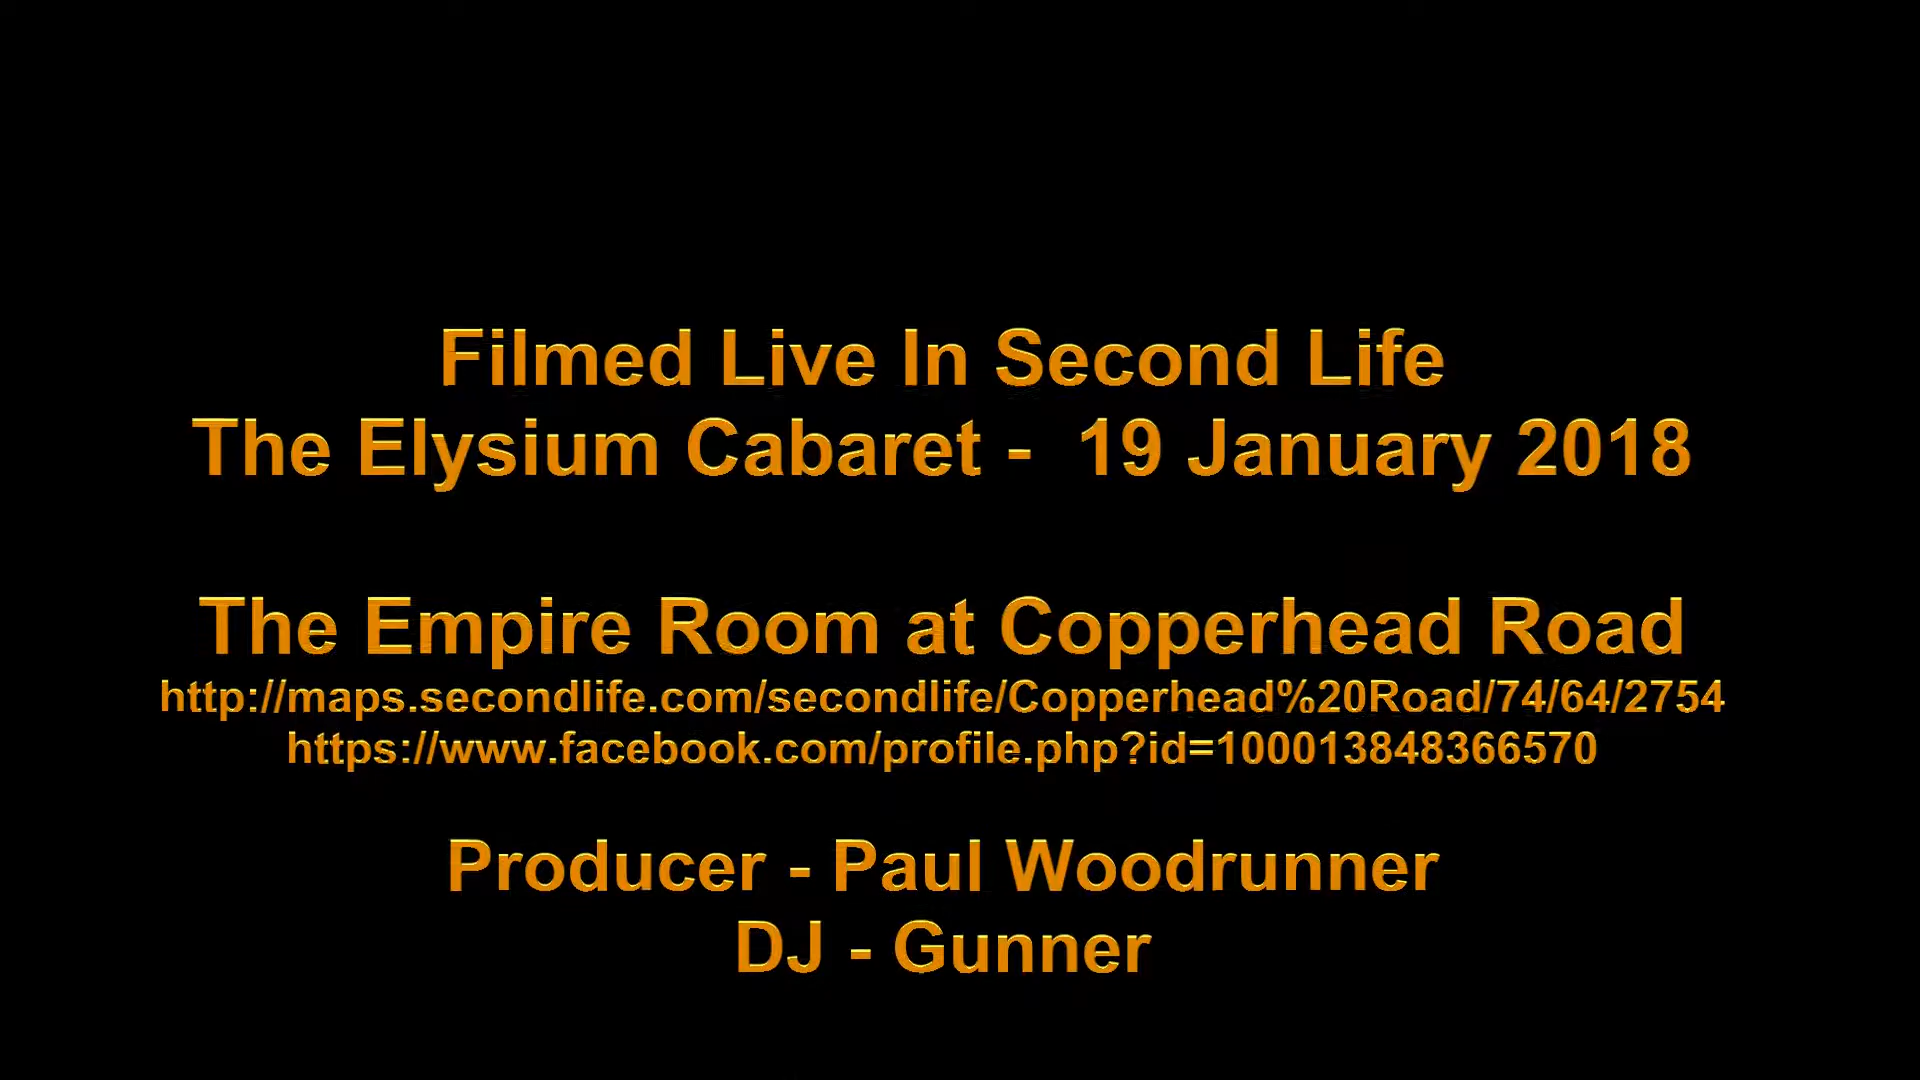 Filmed Live In Second Life
The Elysium Cabaret -  19 January 2018
The Empire Room at Copperhead Road
http://maps.secondlife.com/secondlife/Copperhead%20Road/74/64/2754
https://www.facebook.com/profile.php?id=100013848366570
Producer - Paul Woodrunner
DJ - Gunner